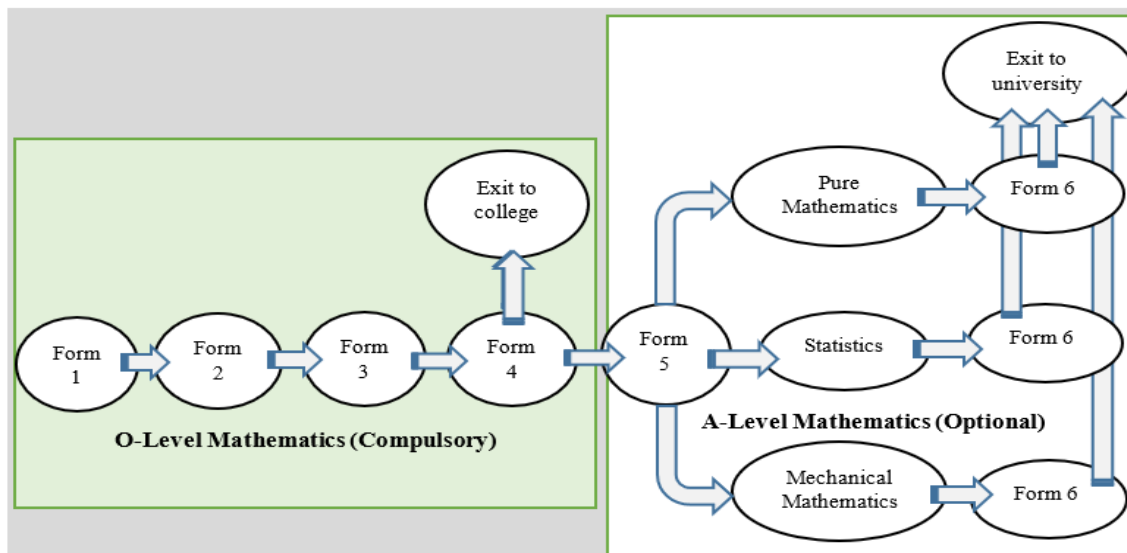 Exit to
university
Exit to
college
Pure
Mathematics
Form 6
Form
1
Form
2
Form
3
Form
4
Form
5
Statistics
Form 6
O-Level Mathematics (Compulsory)
A-Level Mathematics (Optional)
Mechanical
Mathematics
Form 6